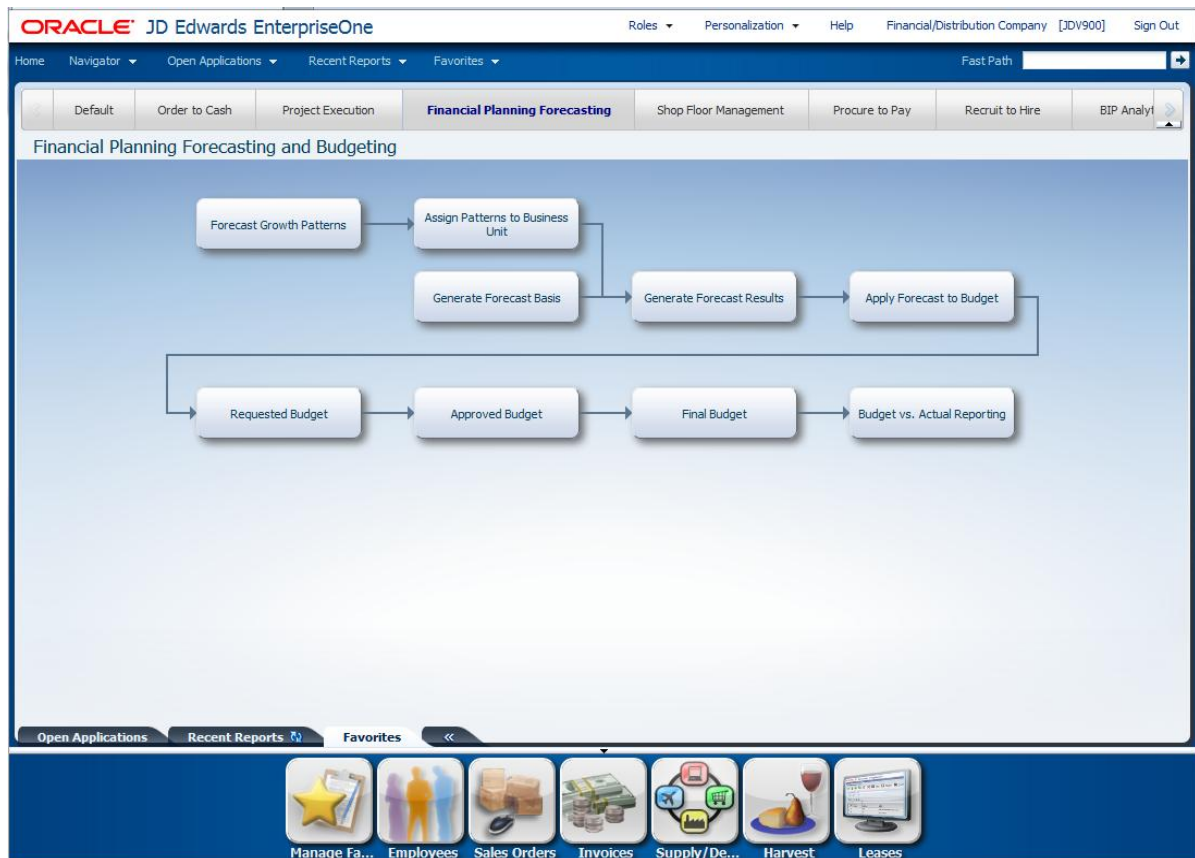 ORACLE JD Edwards EnterpriseOne
Roles Personalization Help Financial/Distribution Company [JDV900] Sign Out
Home Navigator Open Applications Recent Reports Favorites Fast Path
Default Order to Cash Project Execution Financial Planning Forecasting Shop Floor Management Procure to Pay Recruit to Hire BIP Analyt
Financial Planning Forecasting and Budgeting
Forecast Growth Patterns
Assign Patterns to Business
Unit
Generate Forecast Basis
Generate Forecast Results
Apply Forecast to Budget
Requested Budget
Approved Budget
Final Budget
Budget vs. Actual Reporting
Open Applications Recent Reports Favorites «
Manage Fa... Employees Sales Orders Invoices Supply/De... Harvest Leases